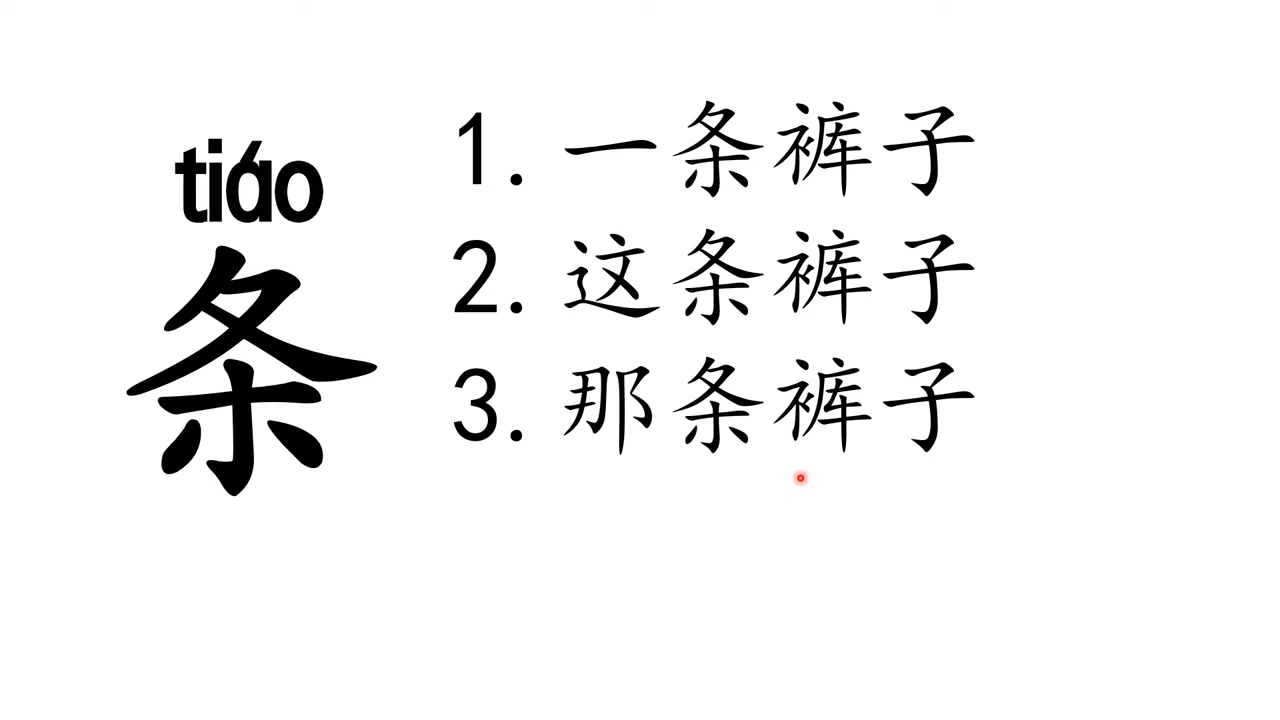 tiáo
条
1. 一条裤子
2. 这条裤子
3. 那条裤子